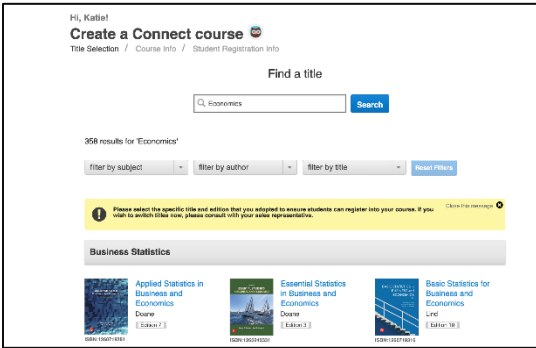 Hi, Katie!
Create a Connect course
Title Selection / Course Info / Student Registration Info
Find a title
Economics
Search
358 results for 'Economics'
filter by subject
filter by author
filter by title
Reset Filters
Close this message
Please select the specific title and edition that you adopted to ensure students can register into your course. If you
wish to switch titles now, please consult with your sales representative.
Business Statistics
Applied Statistics in
Business and
Economics
Doane
Edition 7
Essential Statistics
in Business and
Economics
Doane
Edition 3
Basic Statistics for
Business and
Economics
Lind
Edition 10